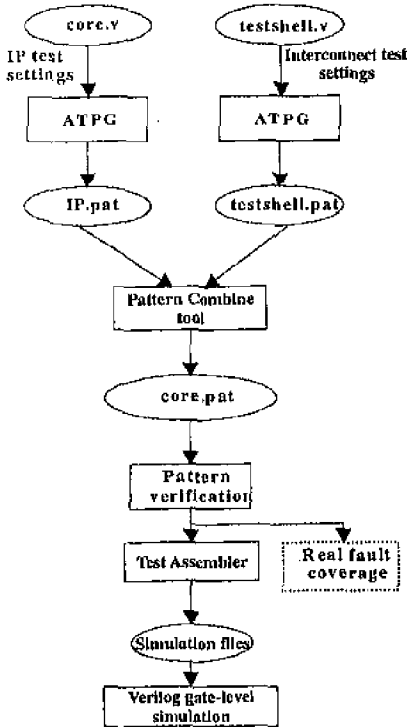 core.v
testshell.v
IP test
settings
Interconnect test
settings
ATPG
ATPG
IP.pat
testshell.pat
Pattern Combine
tool
core.pat
Pattern
verification
Test Assembler
Real fault
coverage
Simulation files
Verilog gate-level
simulation